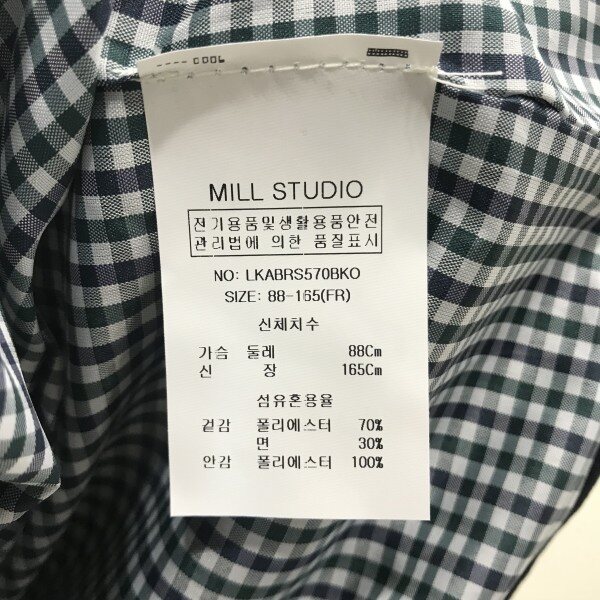 COOL
MILL STUDIO
전기용품및생활용품안전
관리법에 의한 품질표시
NO: LKABRS570BKO
SIZE: 88-165(FR)
신체치수
가슴 둘레 88Cm
신 장 165Cm
섬유혼용율
겉감 폴리에스터 70%
면 30%
안감 폴리에스터 100%